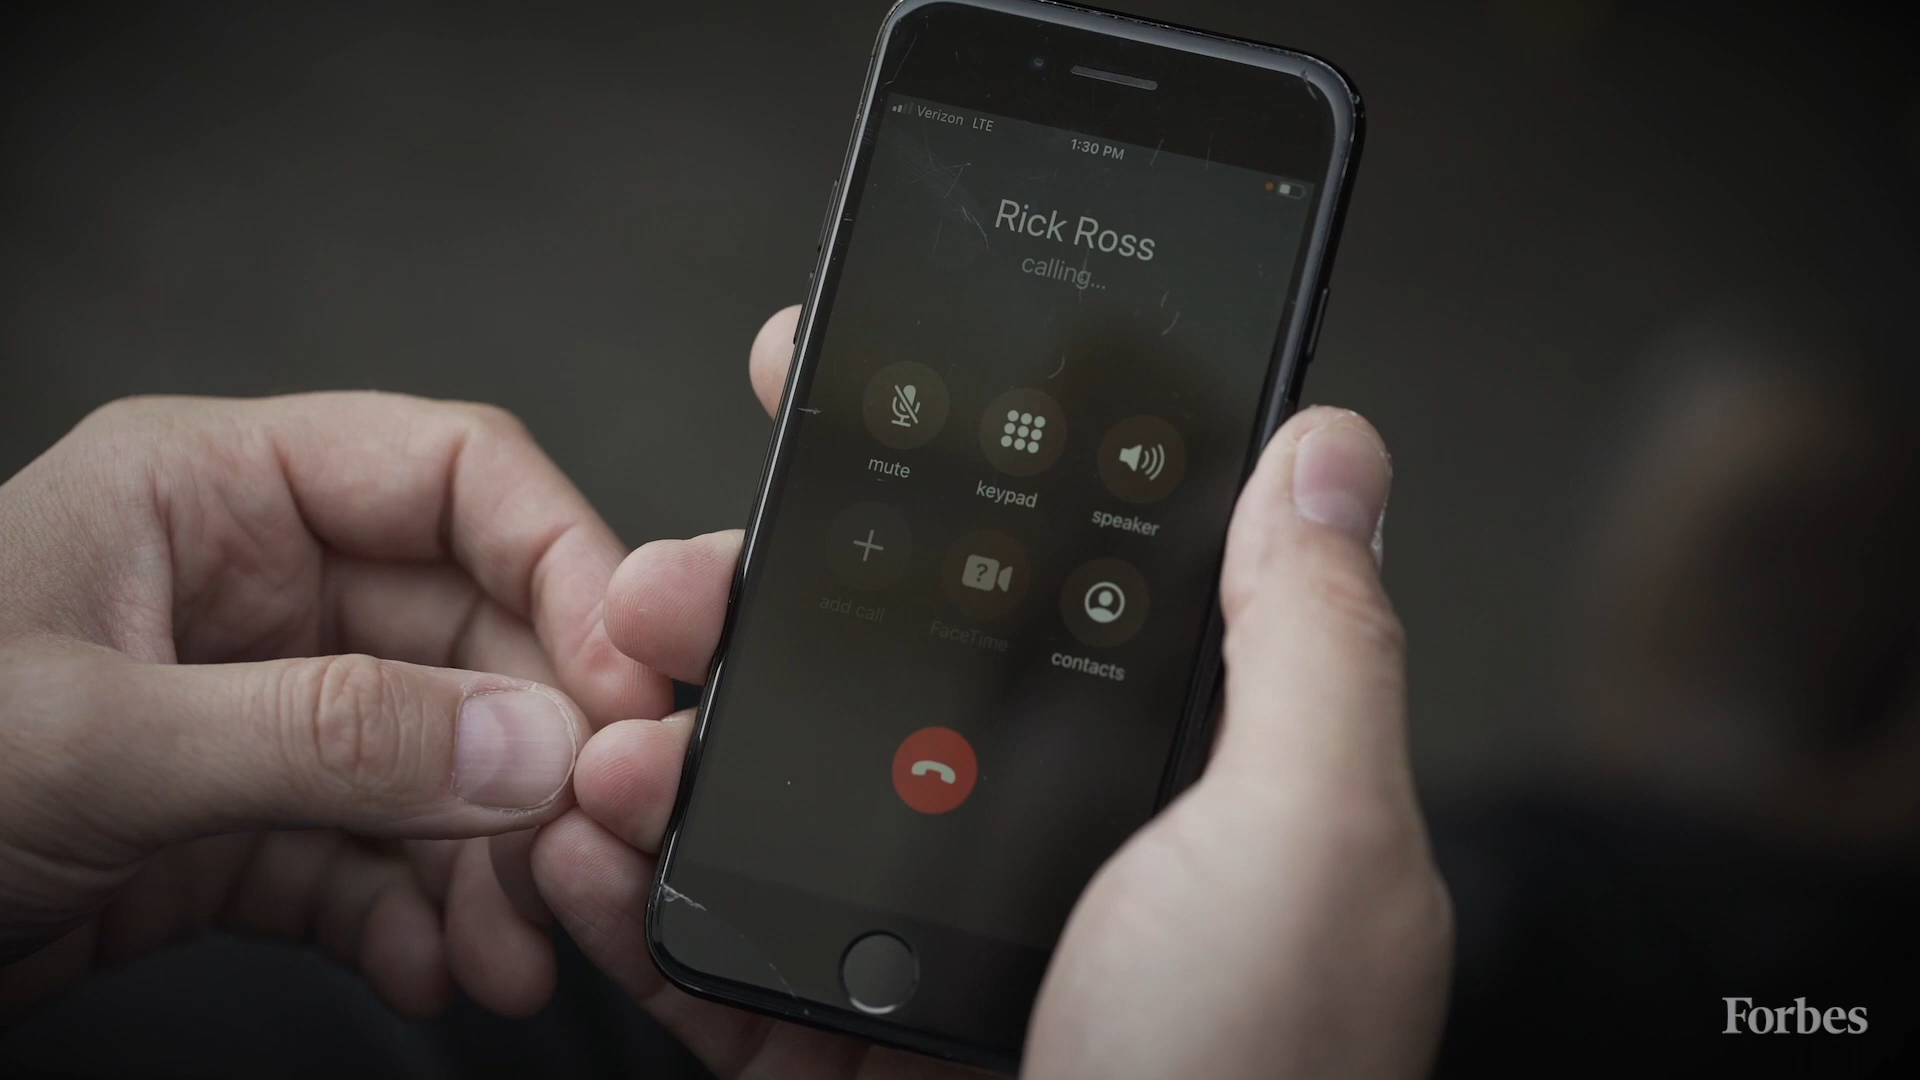 Verizon LTE
1:30 PM
Rick Ross
calling...
mute
keypad
speaker
add call
FaceTime
contacts
Forbes